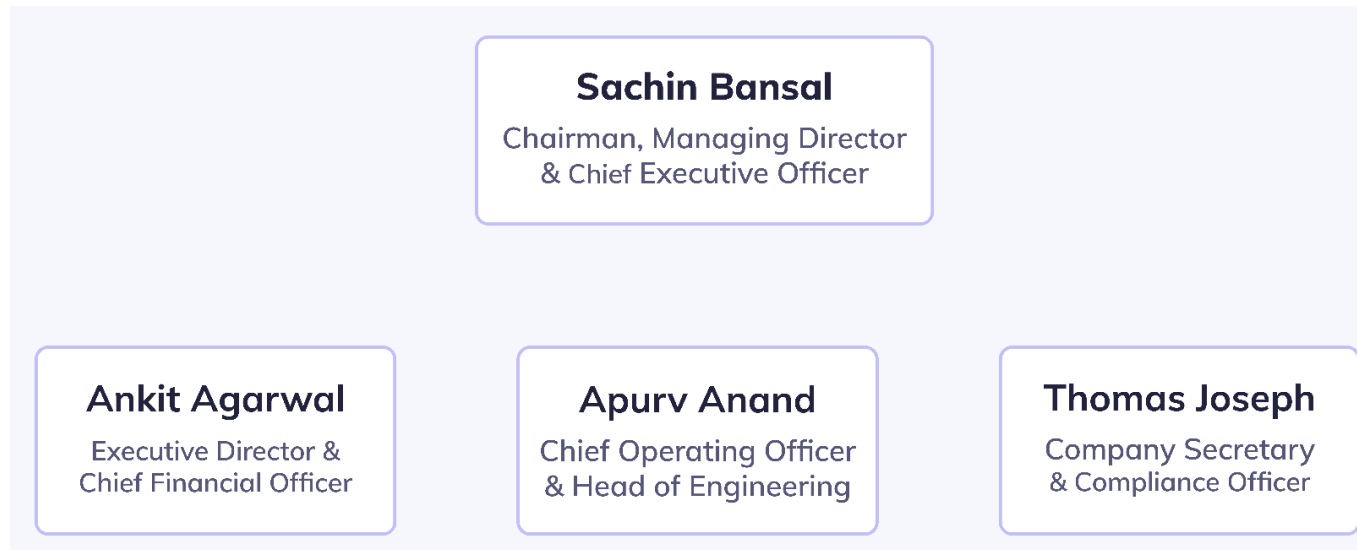 Sachin Bansal
Chairman, Managing Director
& Chief Executive Officer
Ankit Agarwal
Executive Director &
Chief Financial Officer
Apurv Anand
Chief Operating Officer
& Head of Engineering
Thomas Joseph
Company Secretary
& Compliance Officer